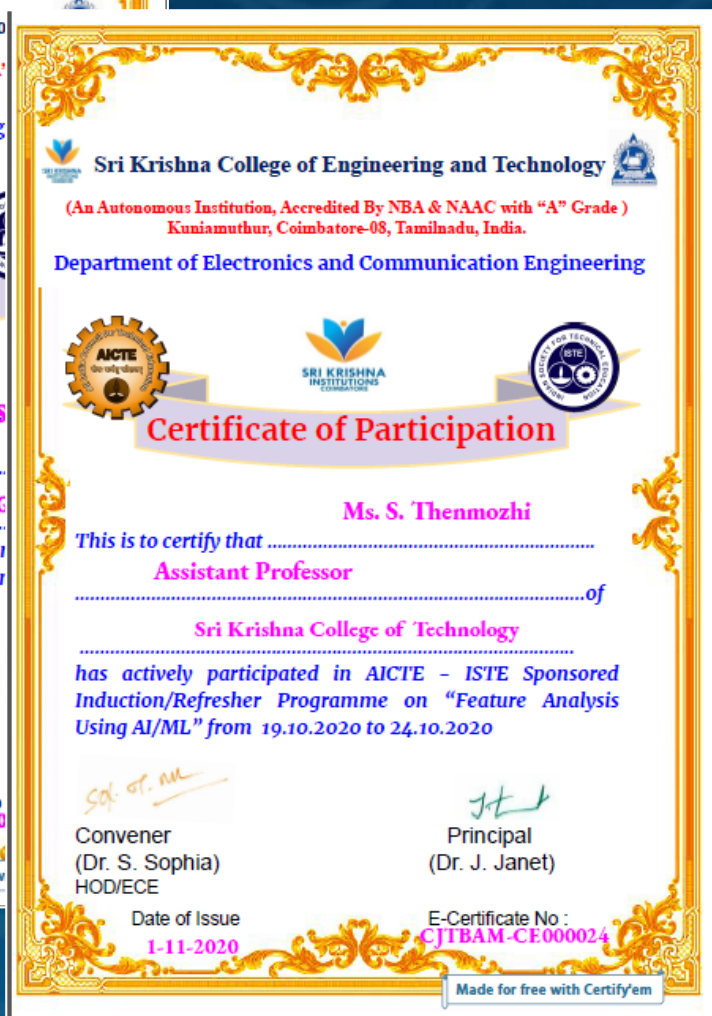 Sri Krishna College of Engineering and Technology
(An Autonomous Institution, Accredited By NBA & NAAC with “A” Grade )
Kuniamuthur, Coimbatore-08, Tamilnadu, India.
Department of Electronics and Communication Engineering
AICTE
SRI KRISHNA
INSTITUTIONS
COIMBATORE
INDIAN SOCIETY FOR TECHNICAL EDUCATION
ISTE
Certificate of Participation
Ms. S. Thenmozhi
This is to certify that ..................................................................
Assistant Professor
.......................................................................................................of
Sri Krishna College of Technology
....................................................................................................
has actively participated in AICTE – ISTE Sponsored
Induction/Refresher Programme on “Feature Analysis
Using AI/ML” from 19.10.2020 to 24.10.2020
Convener
(Dr. S. Sophia)
HOD/ECE
Principal
(Dr. J. Janet)
Date of Issue
1-11-2020
E-Certificate No :
CJTBAM-CE000024
Made for free with Certify'em